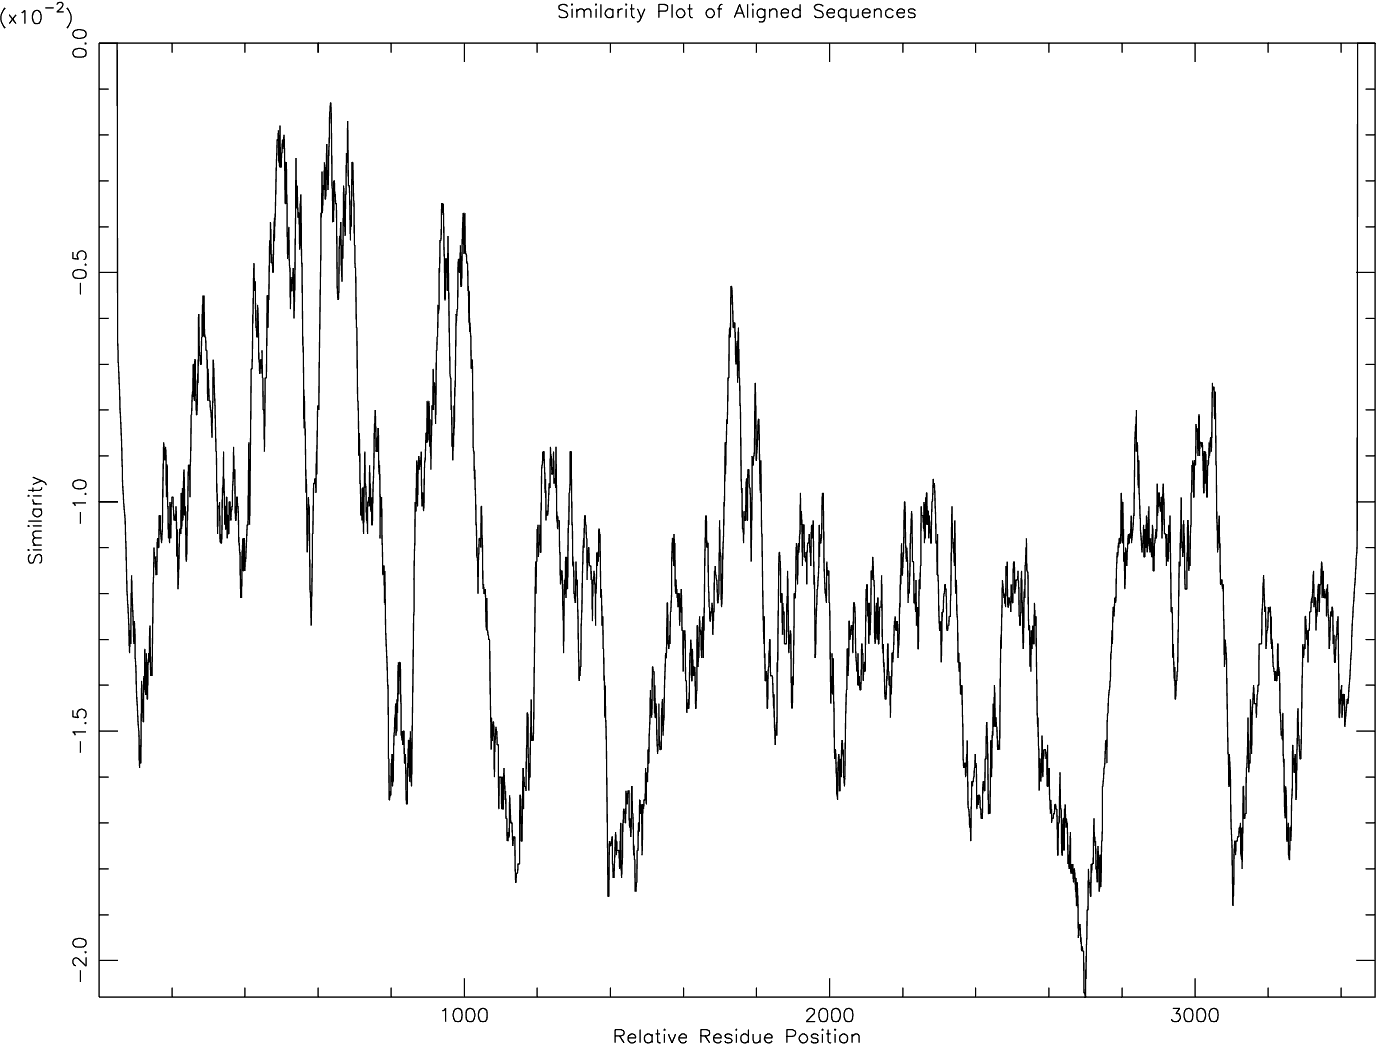 (x10⁻²)
Similarity Plot of Aligned Sequences
0.0
−0.5
−1.0
−1.5
−2.0
Similarity
1000 2000 3000
Relative Residue Position